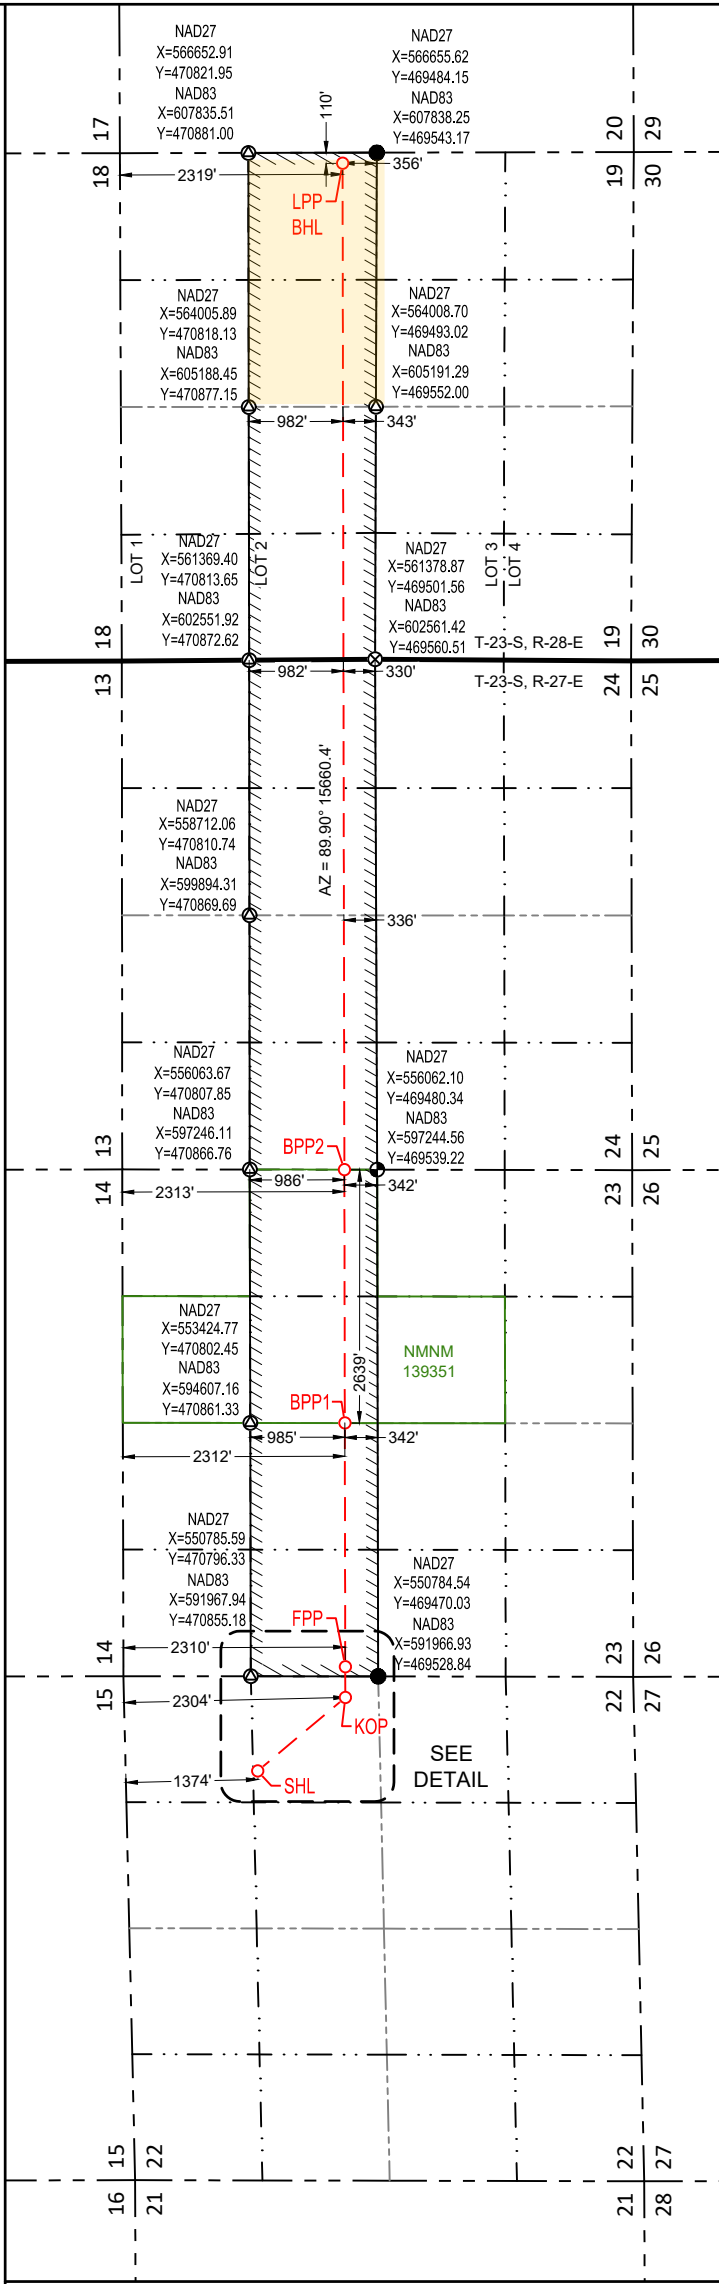 NAD27
X=566652.91
Y=470821.95
NAD83
X=607835.51
Y=470881.00
NAD27
X=566655.62
Y=469484.15
NAD83
X=607838.25
Y=469543.17
110'
17
18
20
29
19
30
2319'
356'
LPP
BHL
NAD27
X=564005.89
Y=470818.13
NAD83
X=605188.45
Y=470877.15
NAD27
X=564008.70
Y=469493.02
NAD83
X=605191.29
Y=469552.00
982'
343'
NAD27
X=561369.40
Y=470813.65
NAD83
X=602551.92
Y=470872.62
LOT 1
LOT 2
NAD27
X=561378.87
Y=469501.56
NAD83
X=602561.42
Y=469560.51
LOT 3
LOT 4
T-23-S, R-28-E
T-23-S, R-27-E
18
13
19
30
24
25
982'
330'
AZ = 89.90° 15660.4'
NAD27
X=558712.06
Y=470810.74
NAD83
X=599894.31
Y=470869.69
336'
NAD27
X=556063.67
Y=470807.85
NAD83
X=597246.11
Y=470866.76
NAD27
X=556062.10
Y=469480.34
NAD83
X=597244.56
Y=469539.22
BPP2
13
14
24
25
23
26
986'
342'
2313'
2639'
NAD27
X=553424.77
Y=470802.45
NAD83
X=594607.16
Y=470861.33
NMNM
139351
BPP1
985'
342'
2312'
NAD27
X=550785.59
Y=470796.33
NAD83
X=591967.94
Y=470855.18
NAD27
X=550784.54
Y=469470.03
NAD83
X=591966.93
Y=469528.84
FPP
2310'
14
15
23
26
22
27
2304'
KOP
SEE
DETAIL
1374'
SHL
15
22
16
21
22
27
21
28